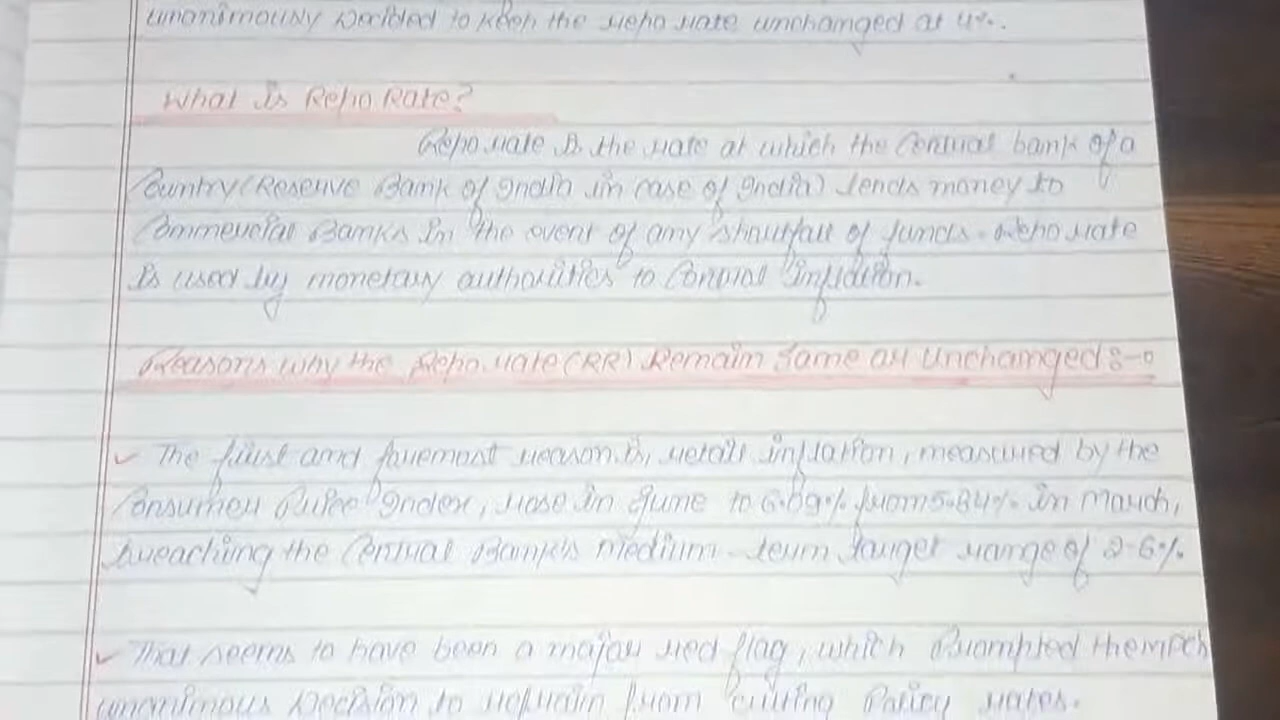 unanimously Decided to keep the repo rate unchanged at 4%.
What is Repo Rate?
Repo rate is the rate at which the Central bank of a
Country (Reserve Bank of India in case of India) lends money to
Commercial Banks in the event of any shortfall of funds. Repo rate
is used by monetary authorities to Control inflation.
Reasons why the Repo rate (RR) Remain Same or Unchanged :-
✓ The first and foremost reason is, retail inflation, measured by the
Consumer Price Index, rose in June to 6.09% from 5.84% in March,
breaching the Central Bank's medium-term target range of 2-6%
✓ That seems to have been a major red flag, which Prompted the MPC's
unanimous Decision to refrain from cutting Policy rates.